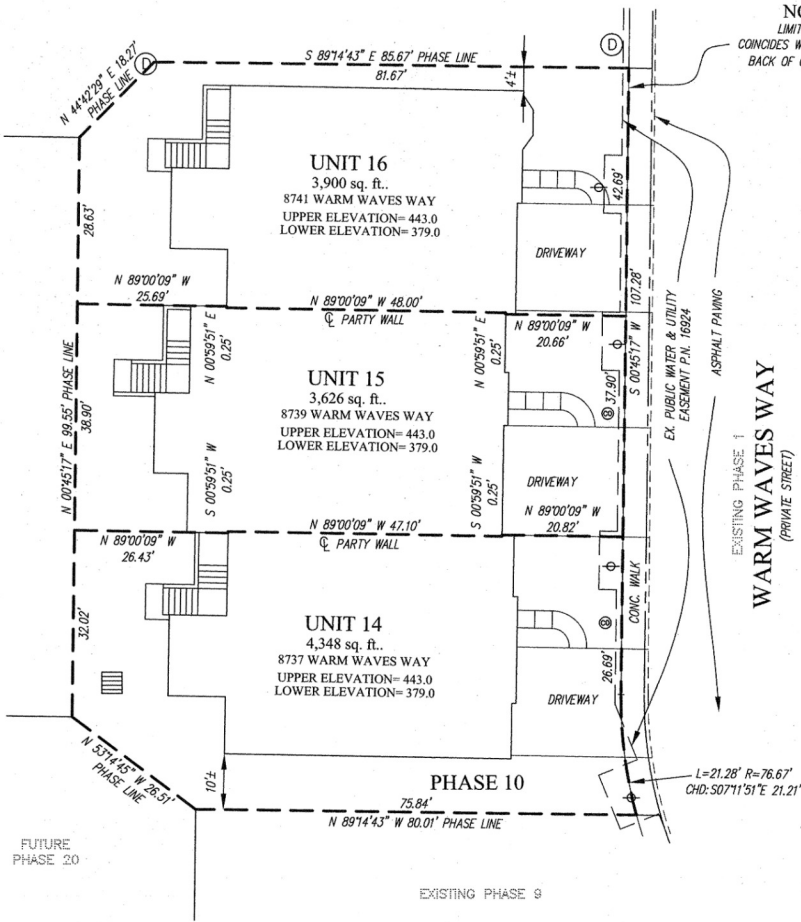 NO
LIMIT
COINCIDES W
BACK OF
D
D
S 89°14'43" E 85.67' PHASE LINE
81.67'
4'±
N 44°42'29" E 18.27'
PHASE LINE
UNIT 16
3,900 sq. ft..
8741 WARM WAVES WAY
UPPER ELEVATION= 443.0
LOWER ELEVATION= 379.0
28.63'
42.69'
DRIVEWAY
N 89°00'09" W
25.69'
N 89°00'09" W 48.00'
℄ PARTY WALL
N 00°59'51" E
0.25'
N 00°59'51" E
0.25'
N 89°00'09" W
20.66'
107.28'
S 00°45'17" W
EX. PUBLIC WATER & UTILITY
EASEMENT P.N. 16924
ASPHALT PAVING
UNIT 15
3,626 sq. ft..
8739 WARM WAVES WAY
UPPER ELEVATION= 443.0
LOWER ELEVATION= 379.0
N 00°45'17" E 99.55' PHASE LINE
38.90'
37.90'
8
EXISTING PHASE 1
WARM WAVES WAY
(PRIVATE STREET)
S 00°59'51" W
0.25'
S 00°59'51" W
0.25'
DRIVEWAY
N 89°00'09" W
20.82'
N 89°00'09" W
26.43'
N 89°00'09" W 47.10'
℄ PARTY WALL
CONC. WALK
UNIT 14
4,348 sq. ft..
8737 WARM WAVES WAY
UPPER ELEVATION= 443.0
LOWER ELEVATION= 379.0
32.02'
8
26.69'
DRIVEWAY
N 53°14'45" W 26.51'
PHASE LINE
10'±
PHASE 10
75.84'
N 89°14'43" W 80.01' PHASE LINE
L=21.28' R=76.67'
CHD: S07°11'51"E 21.21'
FUTURE
PHASE 20
EXISTING PHASE 9